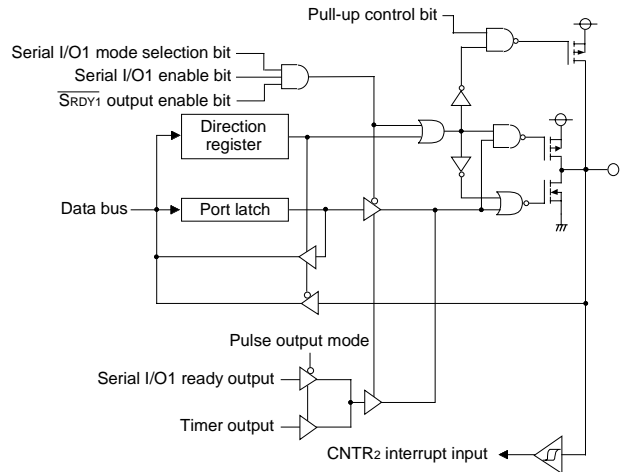 Pull-up control bit
Serial I/O1 mode selection bit
Serial I/O1 enable bit
SRDY1 output enable bit
Direction
register
Data bus
Port latch
Pulse output mode
Serial I/O1 ready output
Timer output
CNTR2 interrupt input